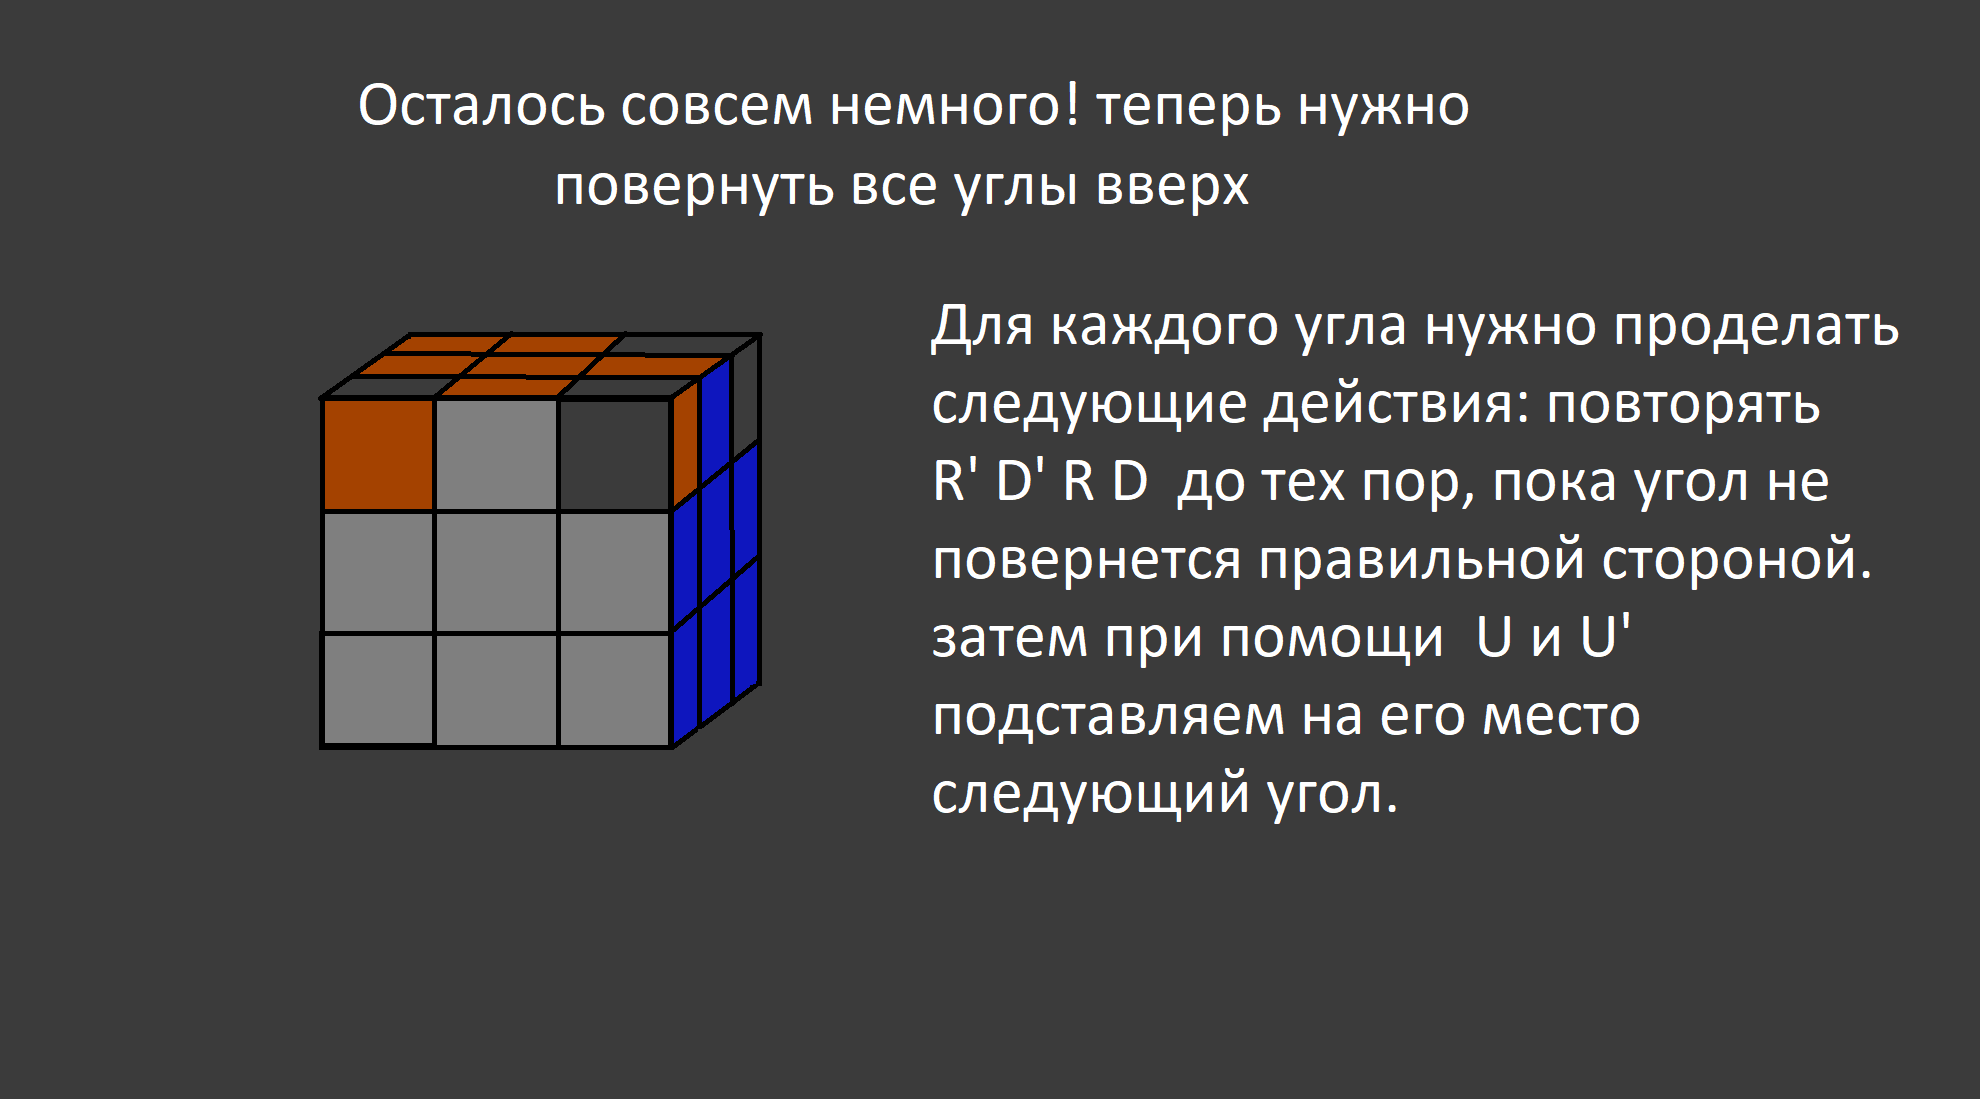 Осталось совсем немного! теперь нужно
повернуть все углы вверх
Для каждого угла нужно проделать
следующие действия: повторять
R' D' R D  до тех пор, пока угол не
повернется правильной стороной.
затем при помощи  U и U'
подставляем на его место
следующий угол.